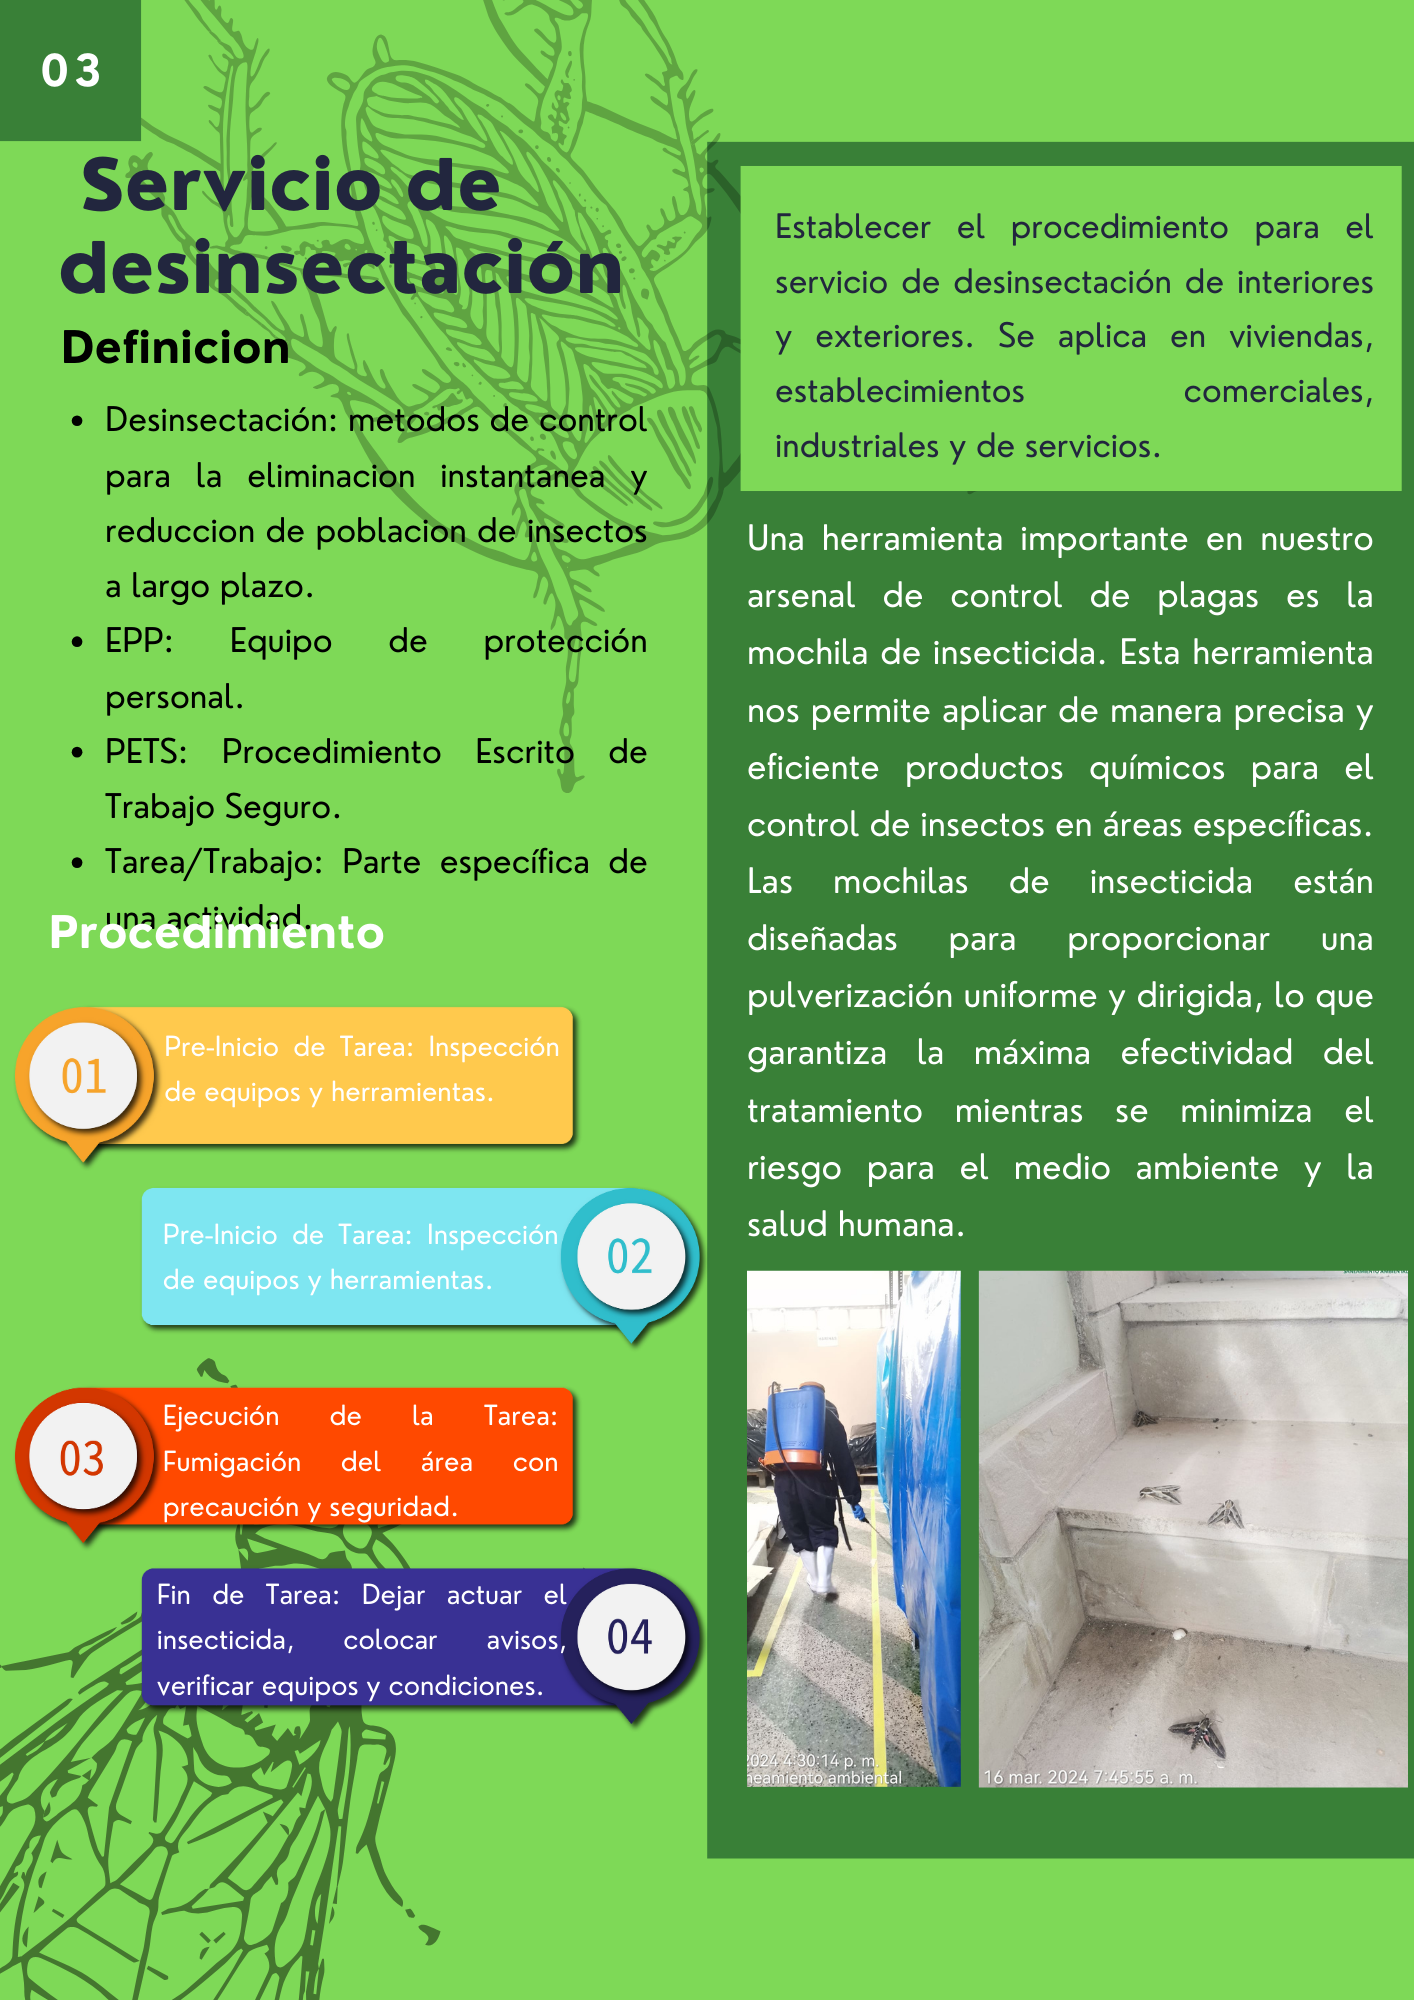 03
Servicio de
desinsectación
Definicion
• Desinsectación: metodos de control
para la eliminacion instantanea y
reduccion de poblacion de insectos
a largo plazo.
• EPP: Equipo de protección
personal.
• PETS: Procedimiento Escrito de
Trabajo Seguro.
• Tarea/Trabajo: Parte específica de
una actividad.
Procedimiento
01
Pre-Inicio de Tarea: Inspección
de equipos y herramientas.
Pre-Inicio de Tarea: Inspección
de equipos y herramientas.
02
03
Ejecución de la Tarea:
Fumigación del área con
precaución y seguridad.
Fin de Tarea: Dejar actuar el
insecticida, colocar avisos,
verificar equipos y condiciones.
04
Establecer el procedimiento para el
servicio de desinsectación de interiores
y exteriores. Se aplica en viviendas,
establecimientos comerciales,
industriales y de servicios.
Una herramienta importante en nuestro
arsenal de control de plagas es la
mochila de insecticida. Esta herramienta
nos permite aplicar de manera precisa y
eficiente productos químicos para el
control de insectos en áreas específicas.
Las mochilas de insecticida están
diseñadas para proporcionar una
pulverización uniforme y dirigida, lo que
garantiza la máxima efectividad del
tratamiento mientras se minimiza el
riesgo para el medio ambiente y la
salud humana.
2024 4:30:14 p. m.
neamiento ambiental
16 mar. 2024 7:45:55 a. m.